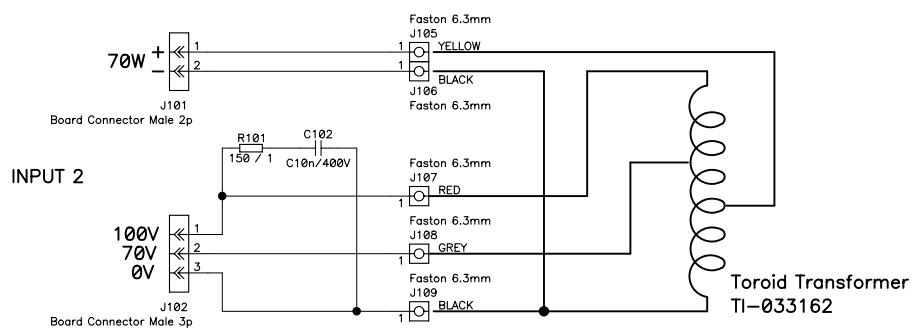 Faston 6.3mm
J105
+ 1 1 YELLOW
70W
- 2 1 BLACK
J106
J101 Faston 6.3mm
Board Connector Male 2p
R101 C102
150 / 1 C10n/400V
Faston 6.3mm
INPUT 2
J107
1 RED
Faston 6.3mm
J108
100V 1
70V 2 1 GREY
0V 3
Faston 6.3mm
J109
Toroid Transformer
1 BLACK
TI-033162
J102
Board Connector Male 3p